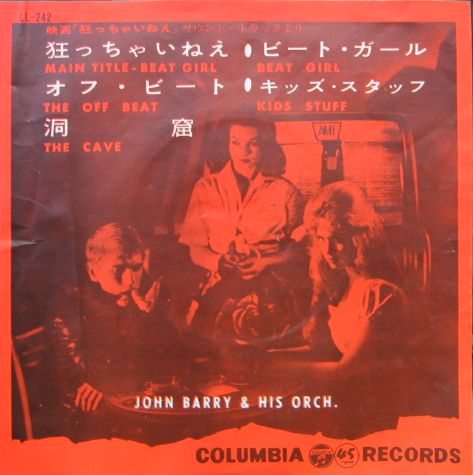 LL-242
映画「狂っちゃいねえ」サウンド・トラックより
狂っちゃいねえ ビート・ガール
MAIN TITLE-BEAT GIRL BEAT GIRL
オフ・ビート キッズ・スタッフ
THE OFF BEAT KIDS STUFF
洞窟
THE CAVE
AMI
JOHN BARRY & HIS ORCH.
COLUMBIA 45 RECORDS